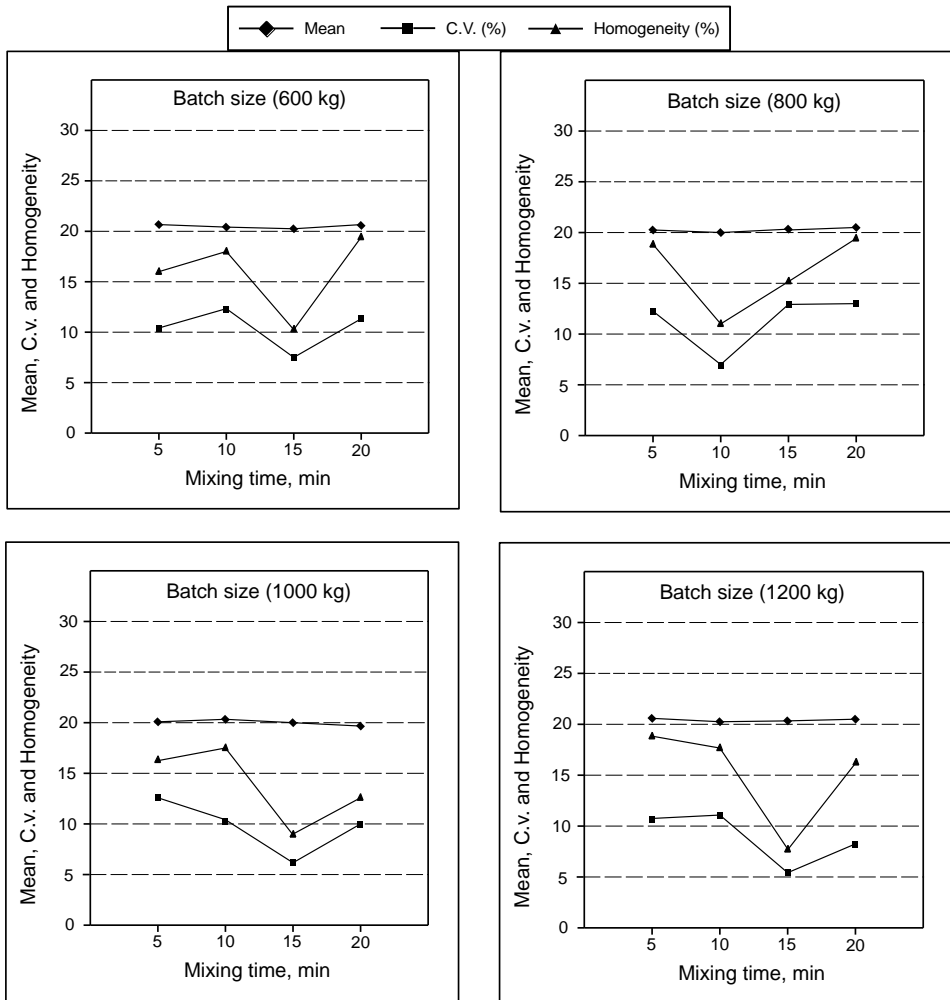 Mean C.V. (%) Homogeneity (%)
Batch size (600 kg)
Mean, C.v. and Homogeneity
30
25
20
15
10
5
0
5 10 15 20
Mixing time, min
Batch size (800 kg)
Mean, C.v. and Homogeneity
30
25
20
15
10
5
0
5 10 15 20
Mixing time, min
Batch size (1000 kg)
Mean, C.v. and Homogeneity
30
25
20
15
10
5
0
5 10 15 20
Mixing time, min
Batch size (1200 kg)
Mean, C.v. and Homogeneity
30
25
20
15
10
5
0
5 10 15 20
Mixing time, min